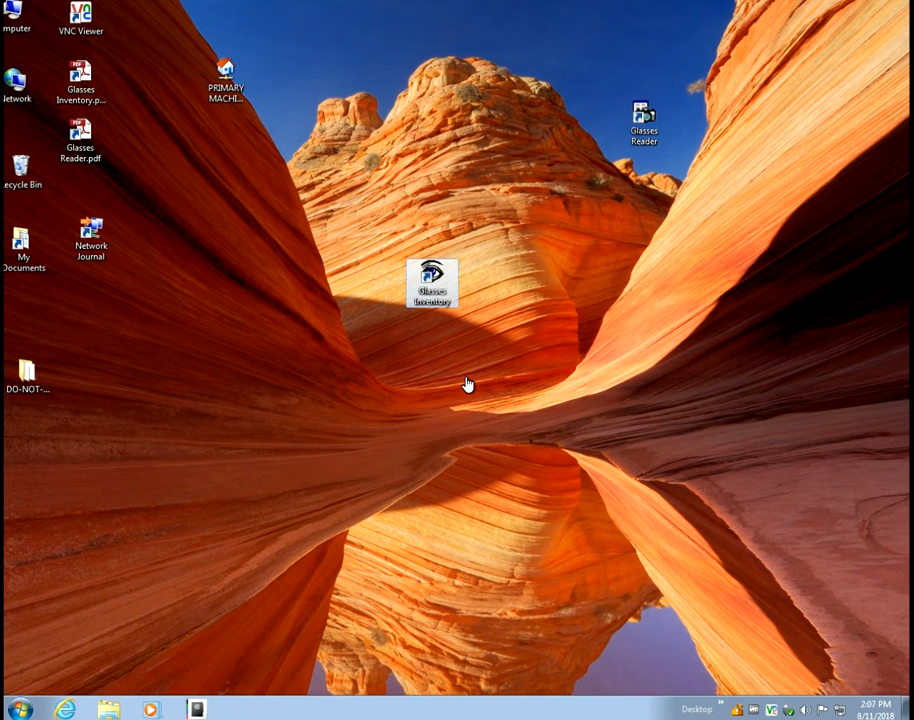 mputer
VNC Viewer
Glasses
Inventory.p...
PRIMARY
MACHI...
Network
Glasses
Reader
Glasses
Reader.pdf
ecycle Bin
Network
Journal
My
Documents
Glasses
Inventory
DO-NOT-...
Desktop
2:07 PM
8/11/2018